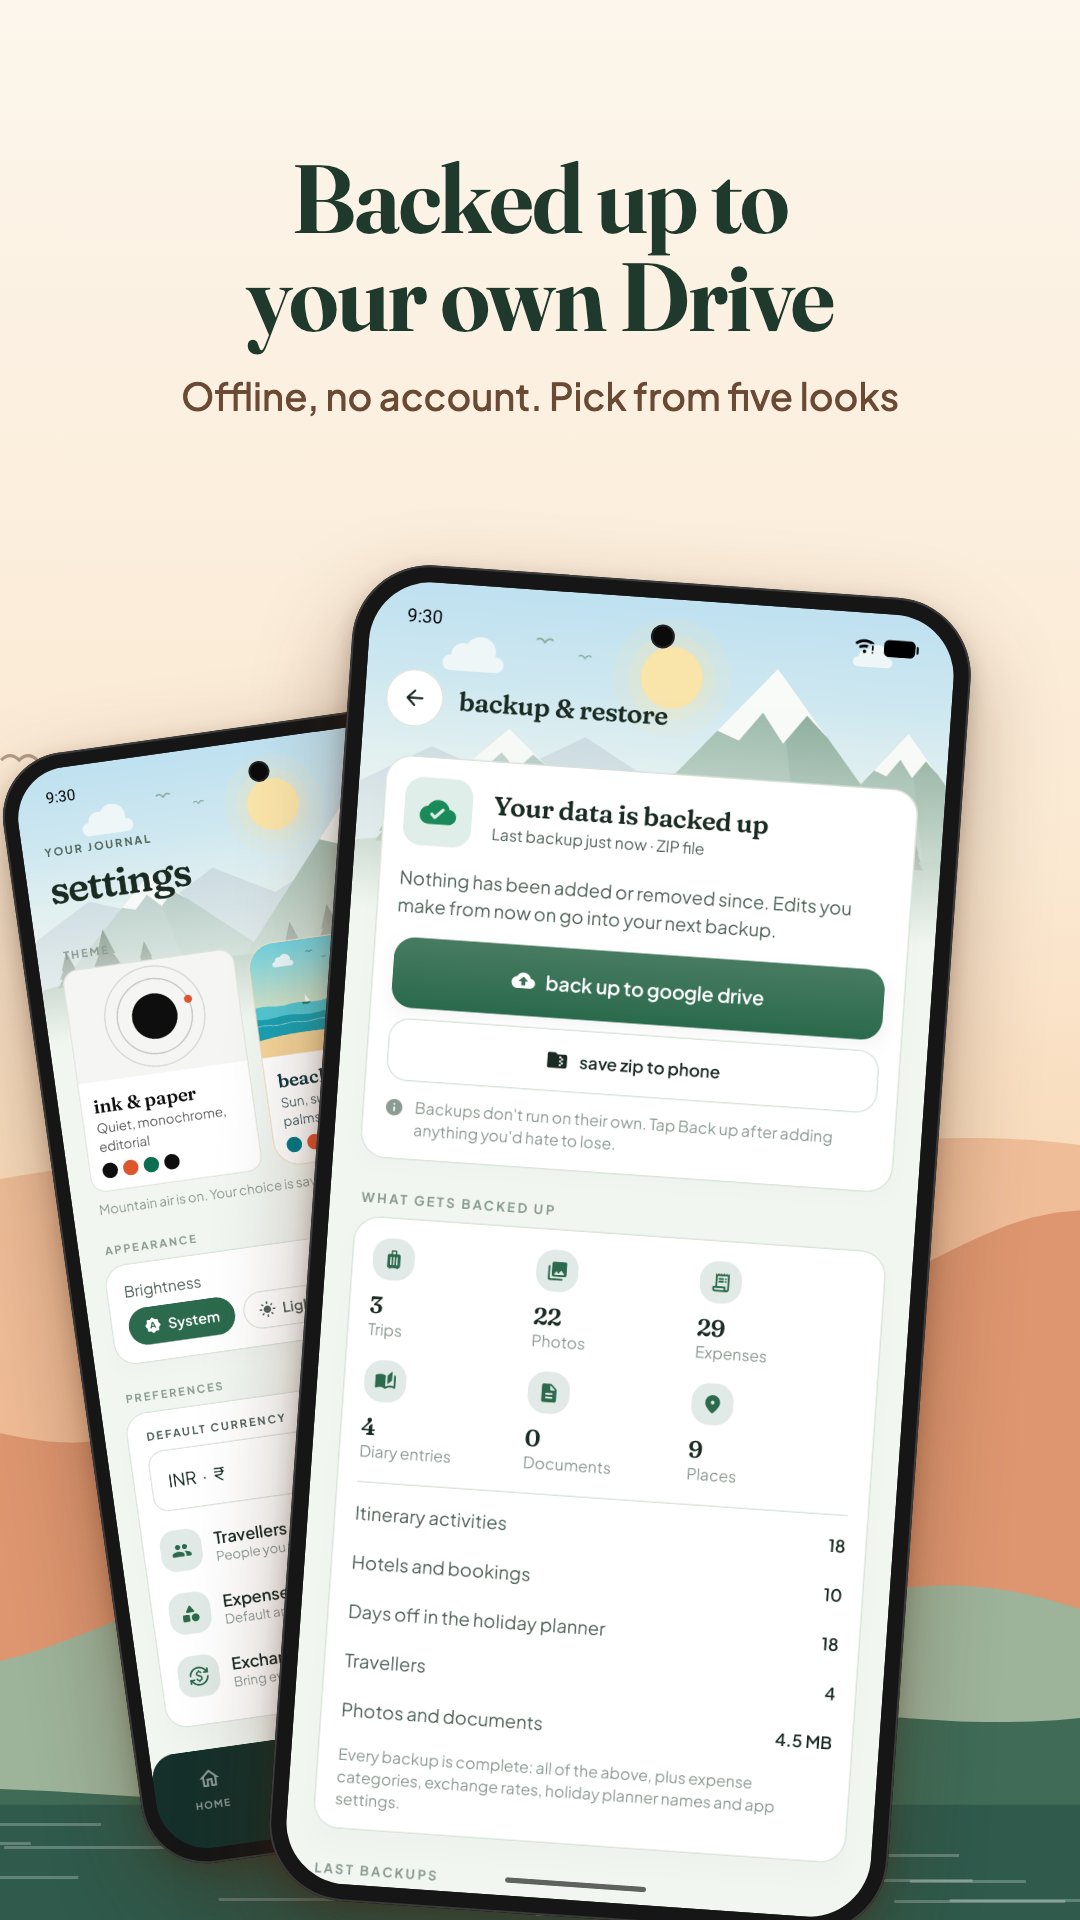 Backed up to
your own Drive
Offline, no account. Pick from five looks
9:30
backup & restore
Your data is backed up
Last backup just now · ZIP file
Nothing has been added or removed since. Edits you
make from now on go into your next backup.
back up to google drive
save zip to phone
Backups don't run on their own. Tap Back up after adding
anything you'd hate to lose.
WHAT GETS BACKED UP
3
Trips
22
Photos
29
Expenses
4
Diary entries
0
Documents
9
Places
Itinerary activities 18
Hotels and bookings 10
Days off in the holiday planner 18
Travellers 4
Photos and documents 4.5 MB
Every backup is complete: all of the above, plus expense
categories, exchange rates, holiday planner names and app
settings.
LAST BACKUPS
9:30
YOUR JOURNAL
settings
THEME
ink & paper
Quiet, monochrome,
editorial
Sun, 
palms
Mountain air is on. Your choice is
APPEARANCE
Brightness
System
PREFERENCES
DEFAULT CURRENCY
INR · ₹
Travellers
People you
Default
Bring
HOME